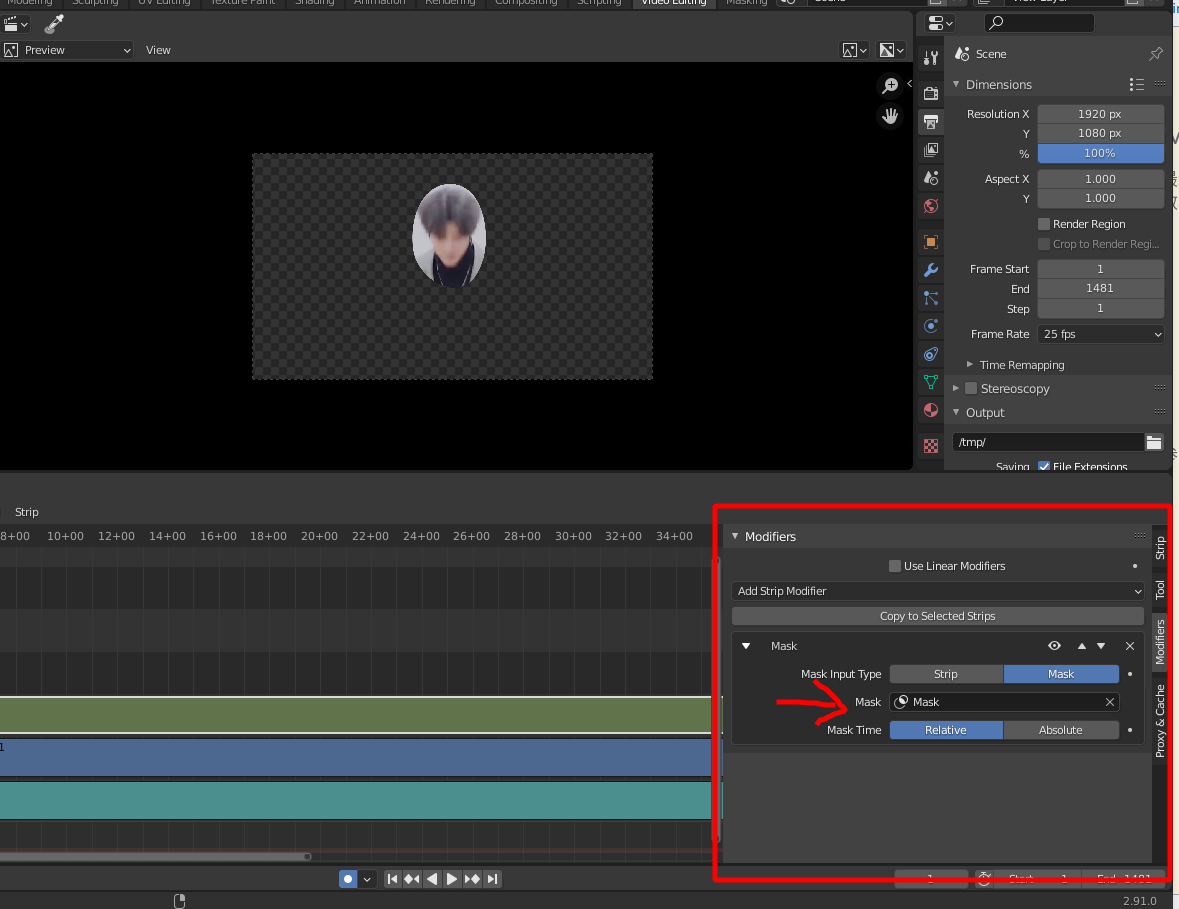 Modeling Sculpting UV Editing Texture Paint Shading Animation Rendering Compositing Scripting Video Editing Masking Scene View Layer
Preview View
Scene
Dimensions
Resolution X 1920 px
Y 1080 px
% 100%
Aspect X 1.000
Y 1.000
Render Region
Crop to Render Regi...
Frame Start 1
End 1481
Step 1
Frame Rate 25 fps
Time Remapping
Stereoscopy
Output
/tmp/
Saving File Extensions
Strip
8+00 10+00 12+00 14+00 16+00 18+00 20+00 22+00 24+00 26+00 28+00 30+00 32+00 34+00
Modifiers
Use Linear Modifiers
Add Strip Modifier
Copy to Selected Strips
Mask
Mask Input Type Strip Mask
Mask Mask
Mask Time Relative Absolute
Strip
Tool
Modifiers
Proxy & Cache
1
1 Start 1 End 1481
2.91.0